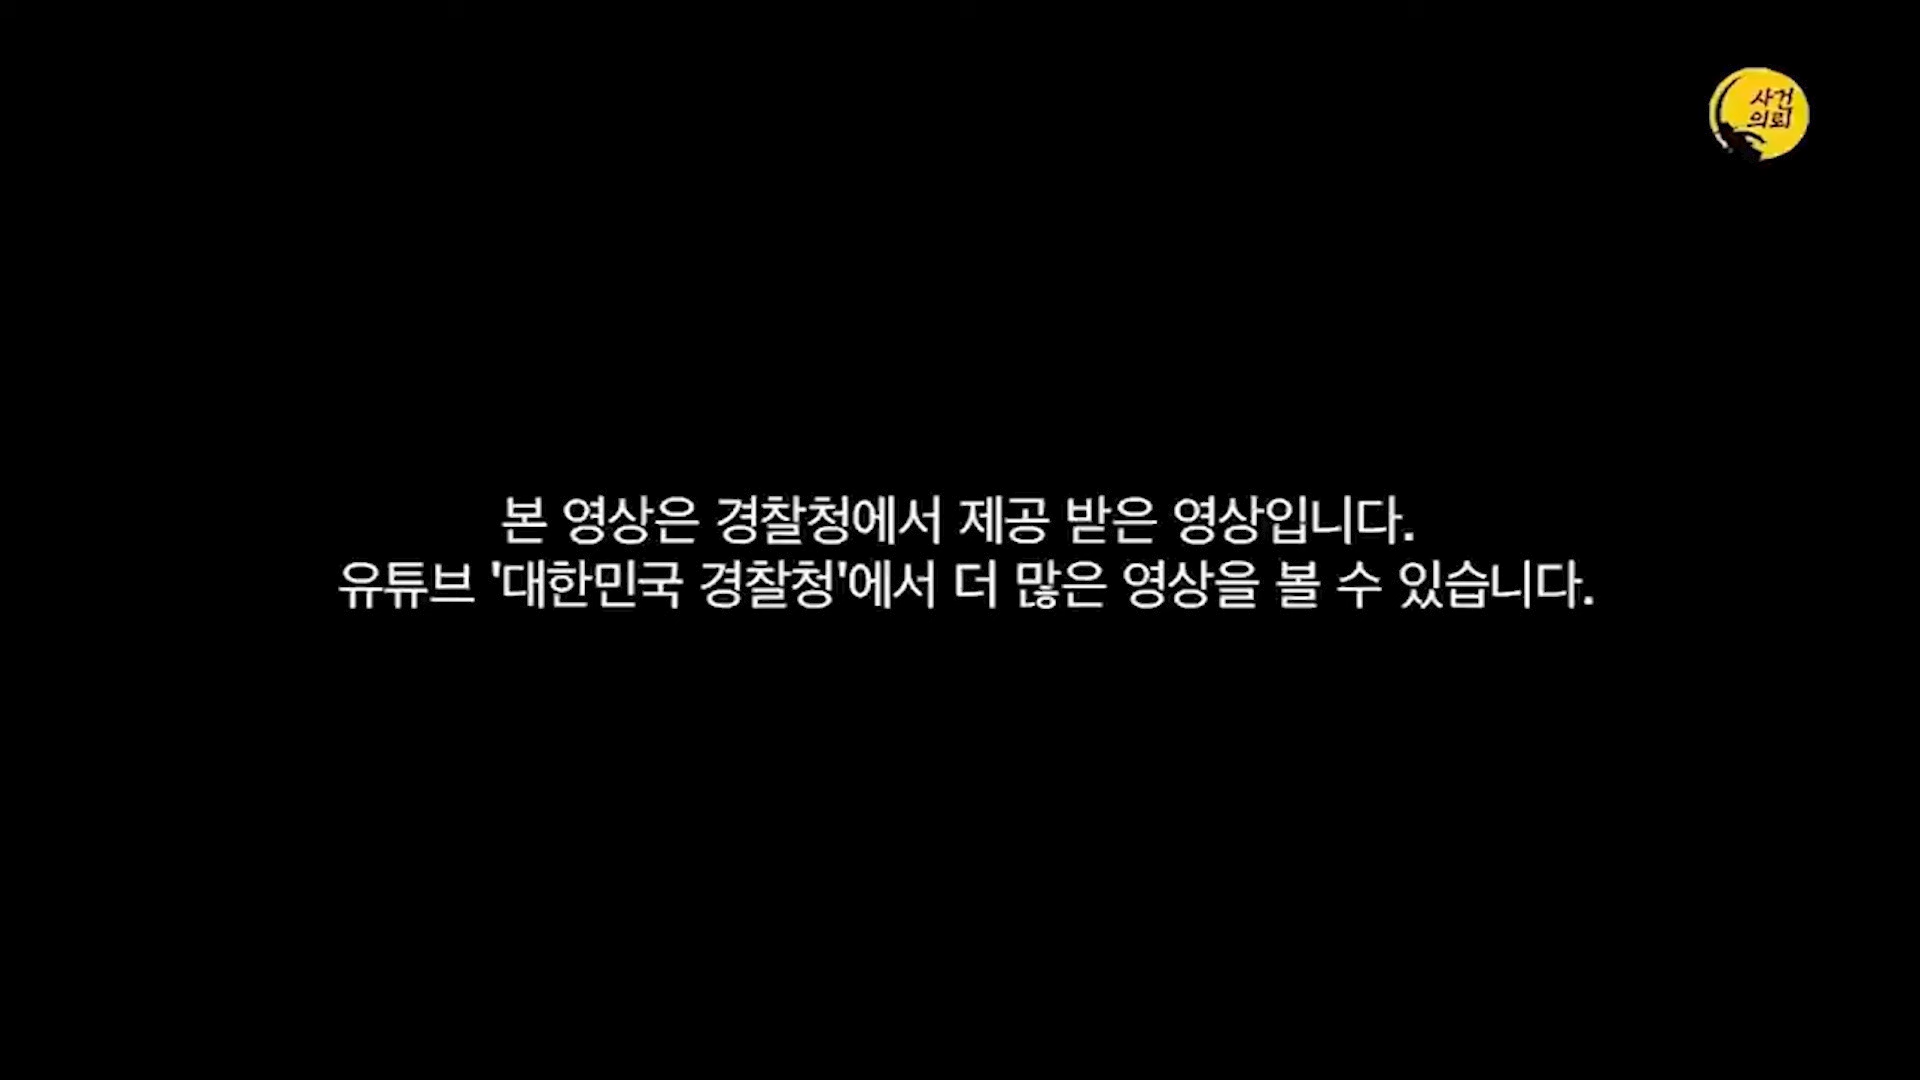 사건
의뢰
본 영상은 경찰청에서 제공 받은 영상입니다.
유튜브 '대한민국 경찰청'에서 더 많은 영상을 볼 수 있습니다.